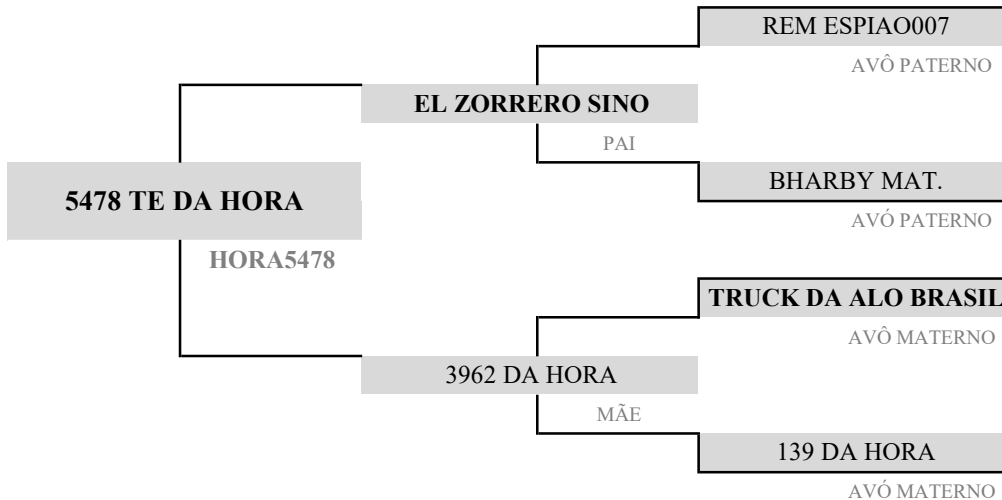 REM ESPIAO007
AVÔ PATERNO
EL ZORRERO SINO
PAI
BHARBY MAT.
AVÓ PATERNO
5478 TE DA HORA
HORA5478
TRUCK DA ALO BRASIL
AVÔ MATERNO
3962 DA HORA
MÃE
139 DA HORA
AVÓ MATERNO